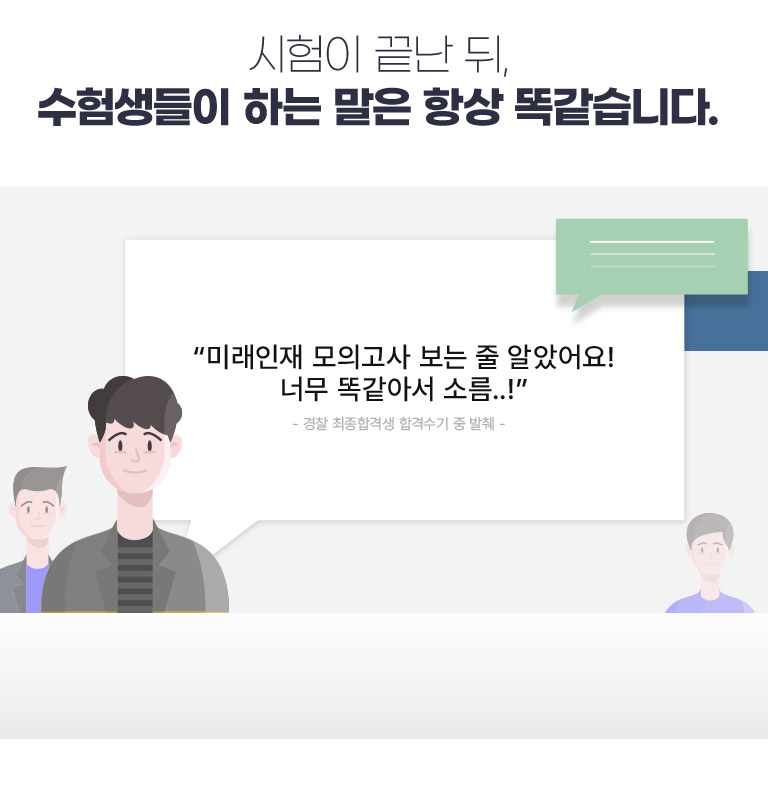 시험이 끝난 뒤,
수험생들이 하는 말은 항상 똑같습니다.
“미래인재 모의고사 보는 줄 알았어요!
너무 똑같아서 소름..!”
- 경찰 최종합격생 합격수기 중 발췌 -